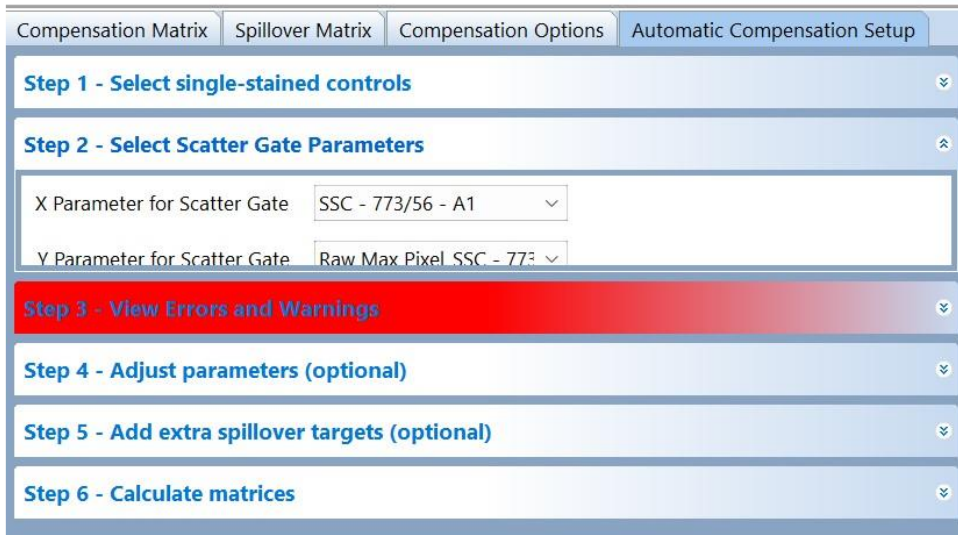 Compensation Matrix Spillover Matrix Compensation Options Automatic Compensation Setup
Step 1 - Select single-stained controls
Step 2 - Select Scatter Gate Parameters
X Parameter for Scatter Gate SSC - 773/56 - A1
Y Parameter for Scatter Gate Raw Max Pixel SSC - 773
Step 3 - View Errors and Warnings
Step 4 - Adjust parameters (optional)
Step 5 - Add extra spillover targets (optional)
Step 6 - Calculate matrices